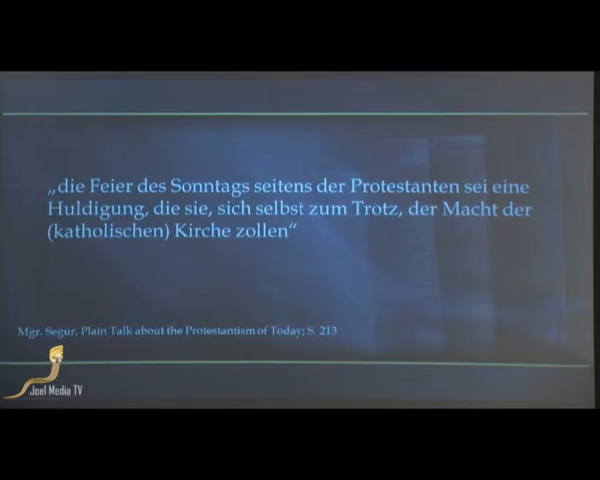 „die Feier des Sonntags seitens der Protestanten sei eine
Huldigung, die sie, sich selbst zum Trotz, der Macht der
(katholischen) Kirche zollen“
Mgr. Segur, Plain Talk about the Protestantism of Today; S. 213
Joel Media TV